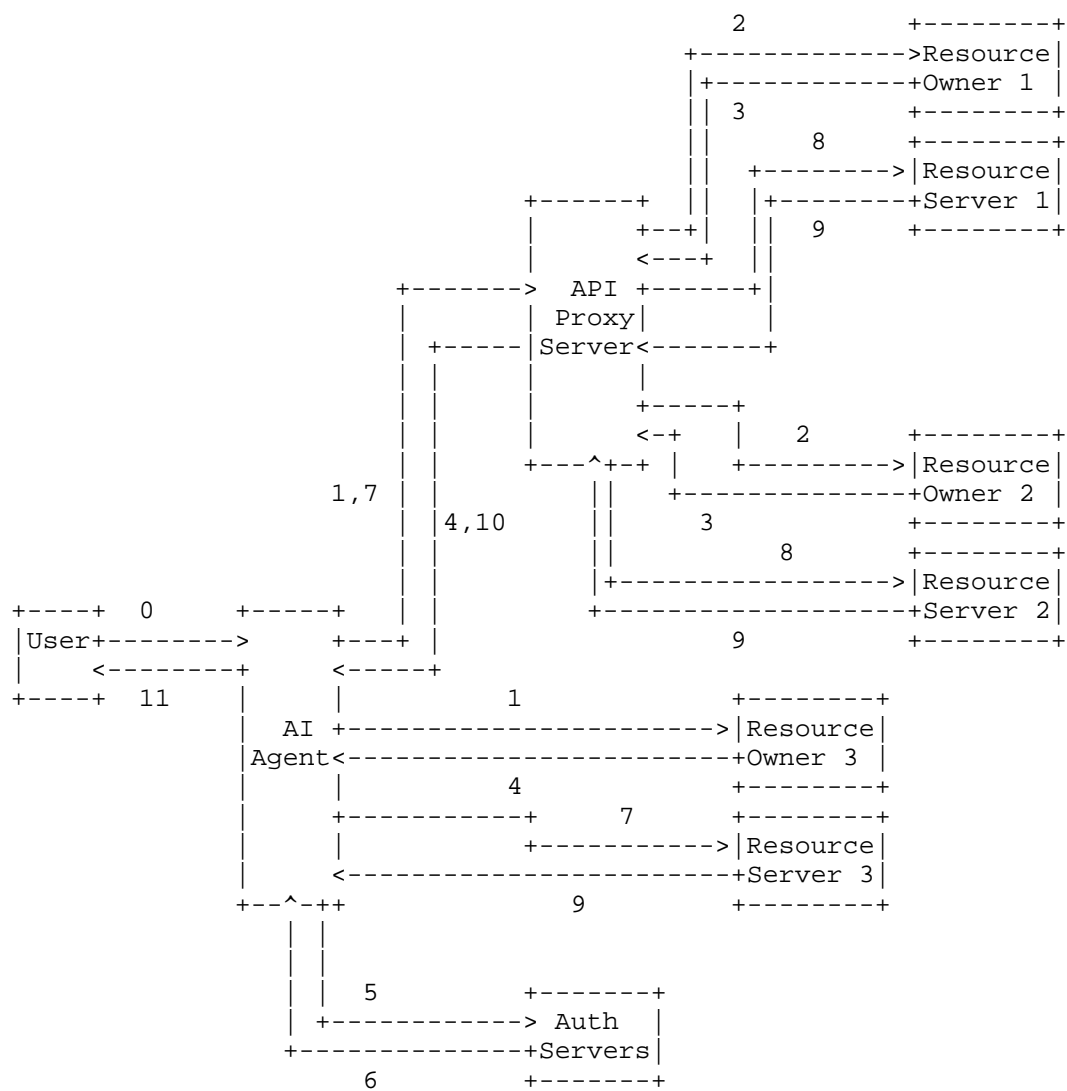 2
Resource
Owner 1
3
8
Resource
Server 1
9
API
Proxy
Server
2
Resource
1,7
Owner 2
4,10
3
8
Resource
0
Server 2
User
9
11
1
AI
Resource
Agent
Owner 3
4
7
Resource
Server 3
9
5
Auth
Servers
6